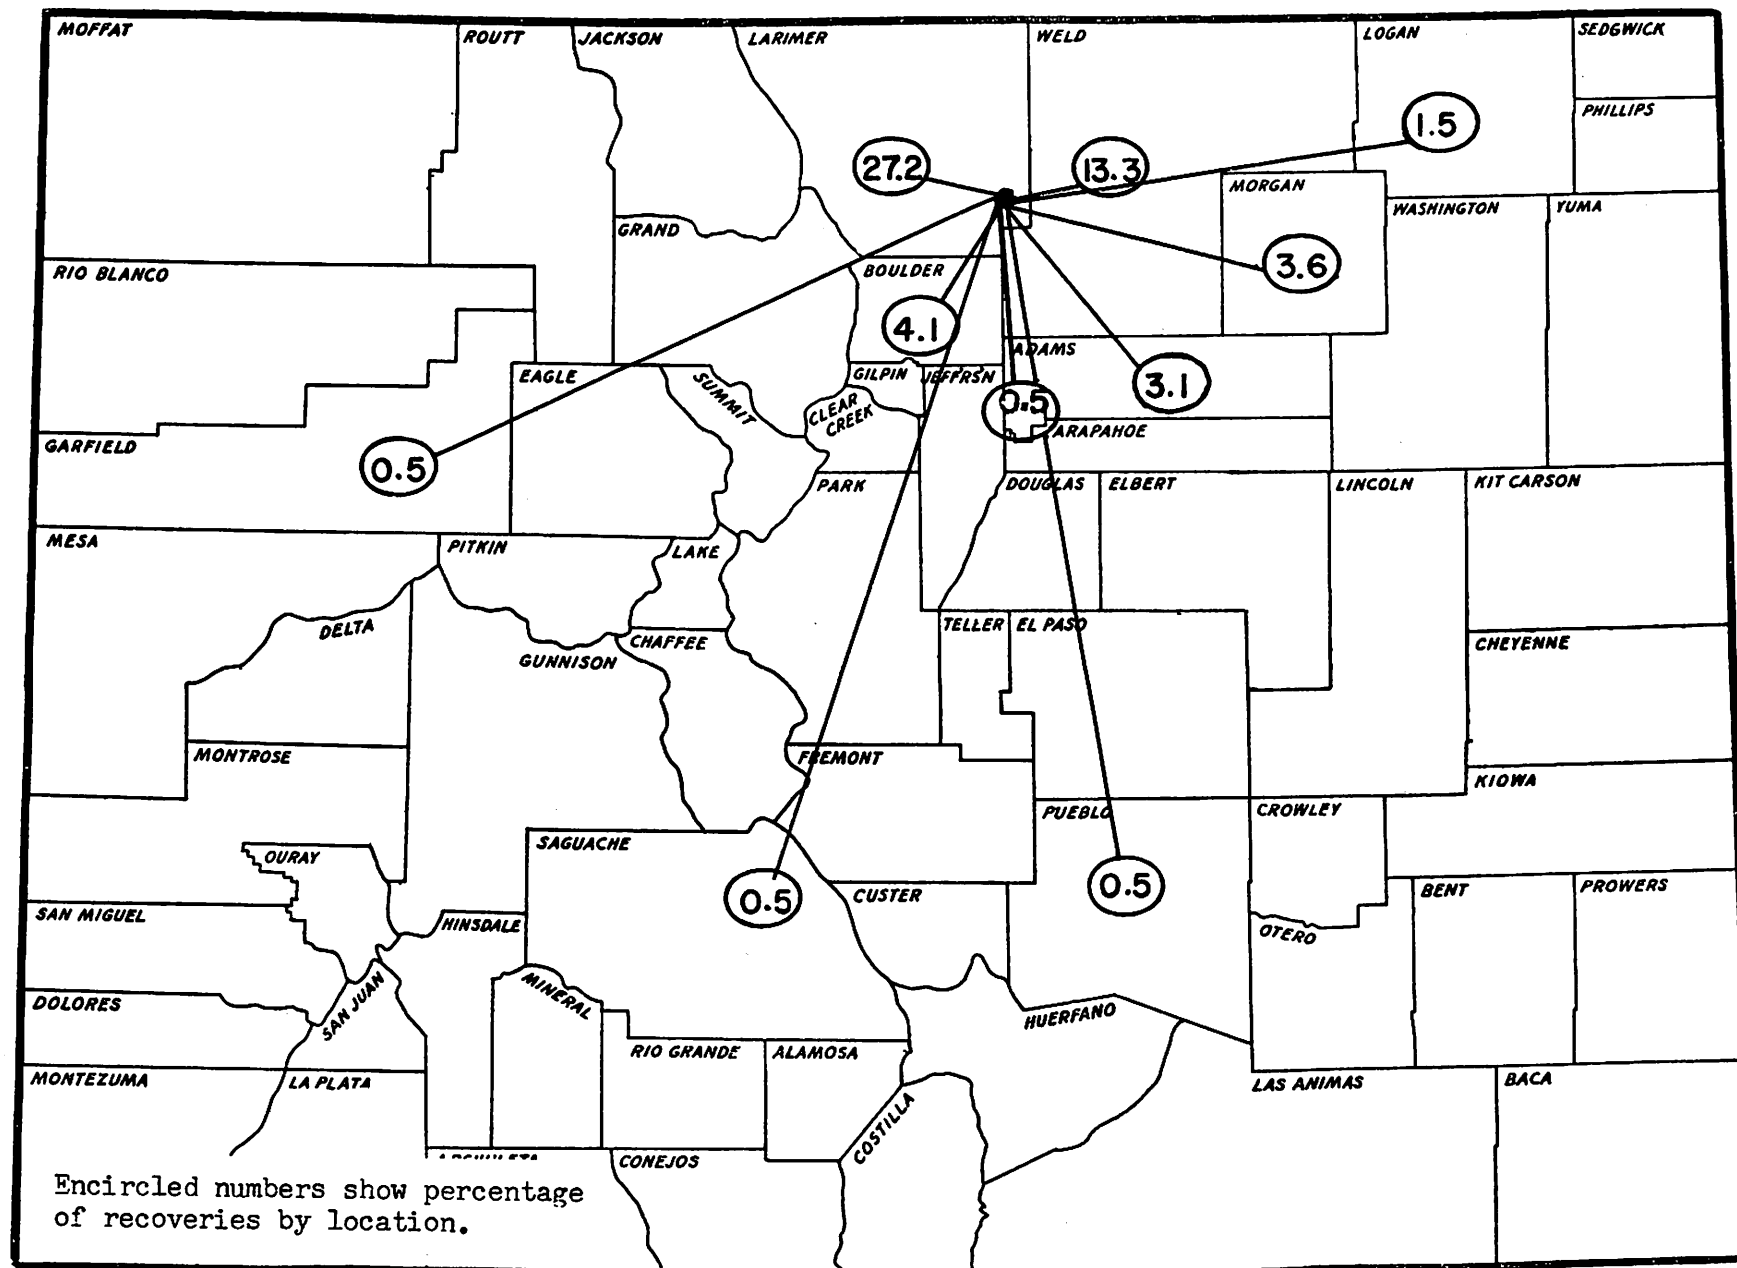 MOFFAT
ROUTT
JACKSON
LARIMER
WELD
LOGAN
SEDGWICK
PHILLIPS
1.5
27.2
13.3
MORGAN
WASHINGTON
YUMA
GRAND
RIO BLANCO
BOULDER
3.6
4.1
ADAMS
EAGLE
SUMMIT
GILPIN
JEFFRSN
3.1
CLEAR
CREEK
0.5
ARAPAHOE
GARFIELD
0.5
PARK
DOUGLAS
ELBERT
LINCOLN
KIT CARSON
MESA
PITKIN
LAKE
DELTA
GUNNISON
CHAFFEE
TELLER
EL PASO
CHEYENNE
MONTROSE
FREMONT
KIOWA
PUEBLO
CROWLEY
OURAY
SAGUACHE
0.5
CUSTER
0.5
BENT
PROWERS
SAN MIGUEL
HINSDALE
OTERO
DOLORES
SAN JUAN
MINERAL
HUERFANO
RIO GRANDE
ALAMOSA
MONTEZUMA
LA PLATA
COSTILLA
LAS ANIMAS
BACA
CONEJOS
Encircled numbers show percentage
of recoveries by location.